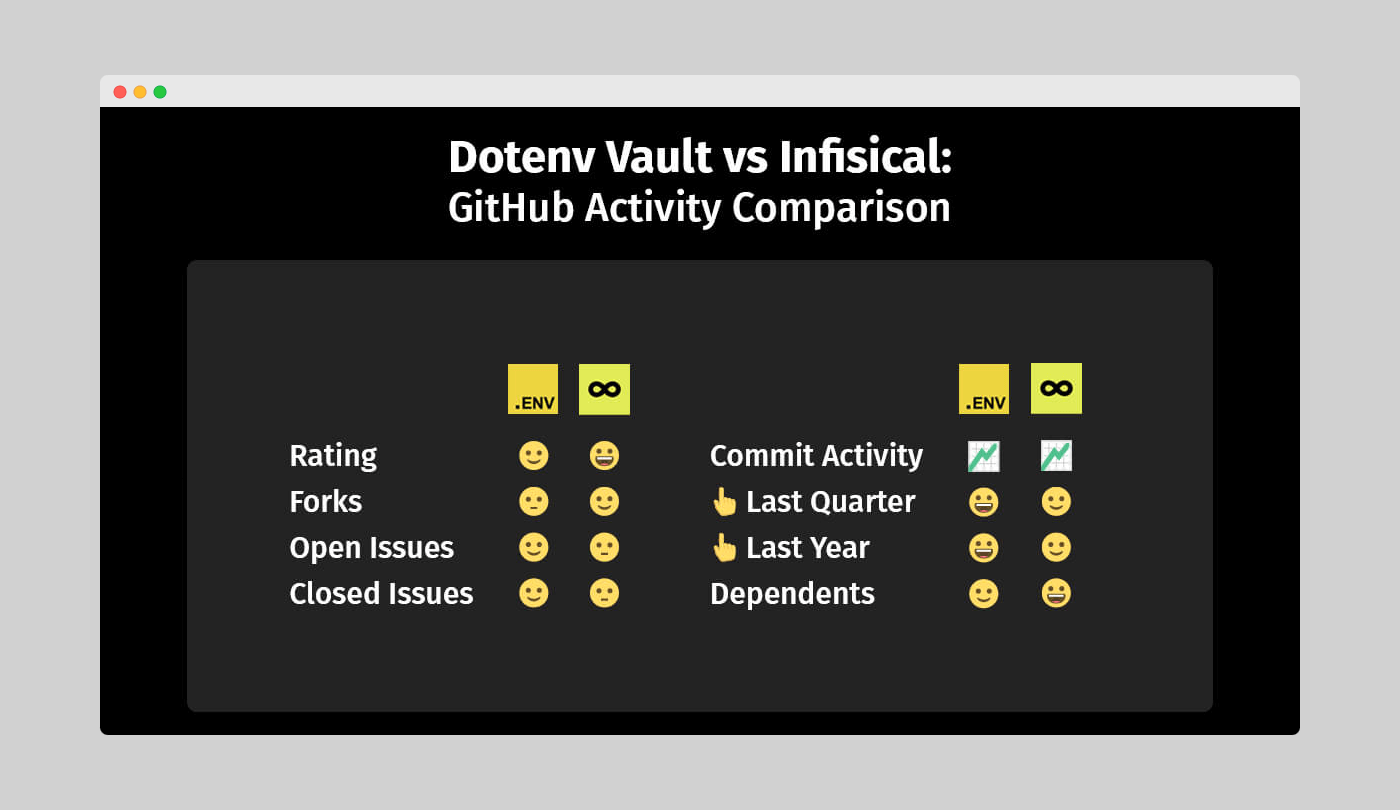 Dotenv Vault vs Infisical:
GitHub Activity Comparison
.ENV
Rating
Forks
Open Issues
Closed Issues
.ENV
Commit Activity
Last Quarter
Last Year
Dependents